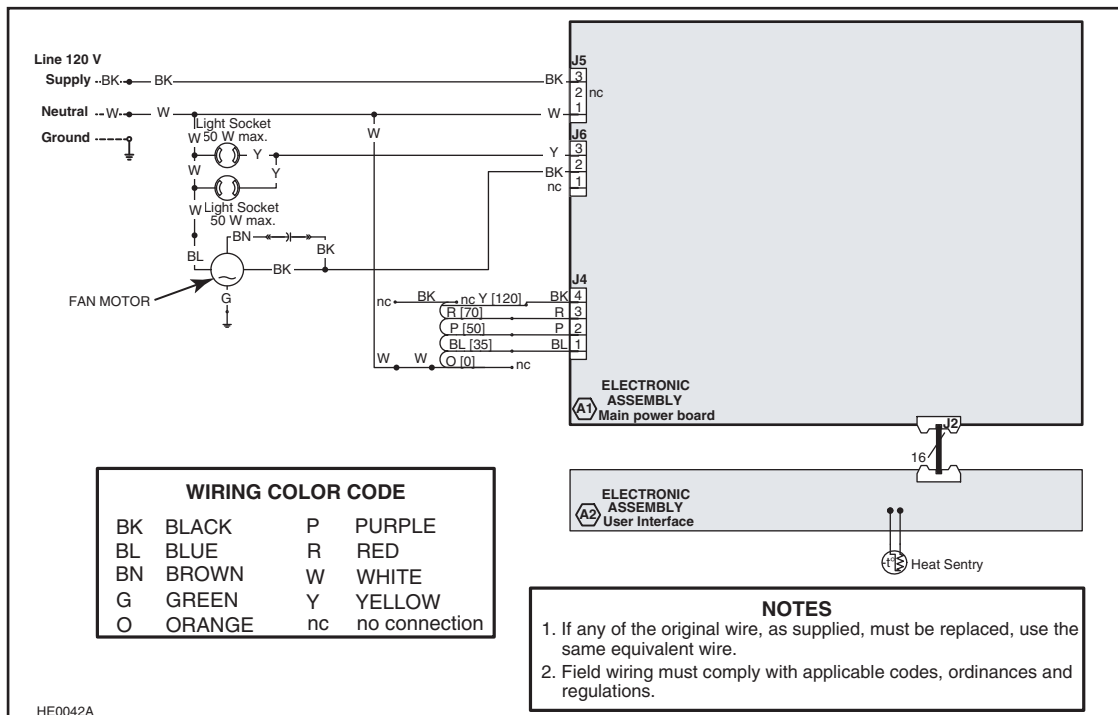 Line 120 V
Supply BK BK BK
J5
3
2 nc
1
Neutral W W W
Ground
J6
3
2
1
W
Light Socket
50 W max.
W
Y
Y
BK
nc
W
Y
Light Socket
50 W max.
W
BN
BK
BL
BK
FAN MOTOR
G
J4
nc BK nc Y [120] BK 4
R [70] R 3
P [50] P 2
BL [35] BL 1
W W O [0] nc
ELECTRONIC
ASSEMBLY
A1 Main power board
J2
16
ELECTRONIC
ASSEMBLY
A2 User Interface
-t° Heat Sentry
WIRING COLOR CODE
BK BLACK P PURPLE
BL BLUE R RED
BN BROWN W WHITE
G GREEN Y YELLOW
O ORANGE nc no connection
NOTES
1. If any of the original wire, as supplied, must be replaced, use the
same equivalent wire.
2. Field wiring must comply with applicable codes, ordinances and
regulations.
HE0042A